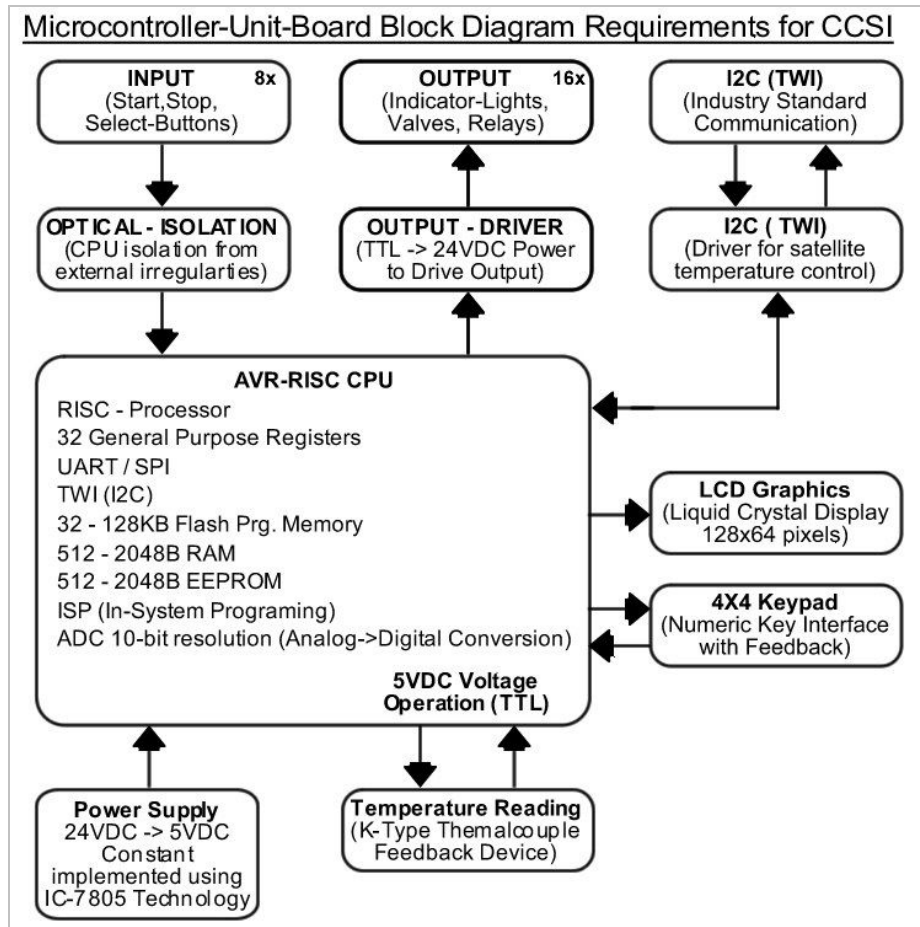 Microcontroller-Unit-Board Block Diagram Requirements for CCSI
INPUT 8x
(Start,Stop,
Select-Buttons)
OUTPUT 16x
(Indicator-Lights,
Valves, Relays)
I2C (TWI)
(Industry Standard
Communication)
OPTICAL - ISOLATION
(CPU isolation from
external irregularties)
OUTPUT - DRIVER
(TTL -> 24VDC Power
to Drive Output)
I2C ( TWI)
(Driver for satellite
temperature control)
AVR-RISC CPU
RISC - Processor
32 General Purpose Registers
UART / SPI
TWI (I2C)
32 - 128KB Flash Prg. Memory
512 - 2048B RAM
512 - 2048B EEPROM
ISP (In-System Programing)
ADC 10-bit resolution (Analog->Digital Conversion)
5VDC Voltage
Operation (TTL)
LCD Graphics
(Liquid Crystal Display
128x64 pixels)
4X4 Keypad
(Numeric Key Interface
with Feedback)
Power Supply
24VDC -> 5VDC
Constant
implemented using
IC-7805 Technology
Temperature Reading
(K-Type Themalcouple
Feedback Device)